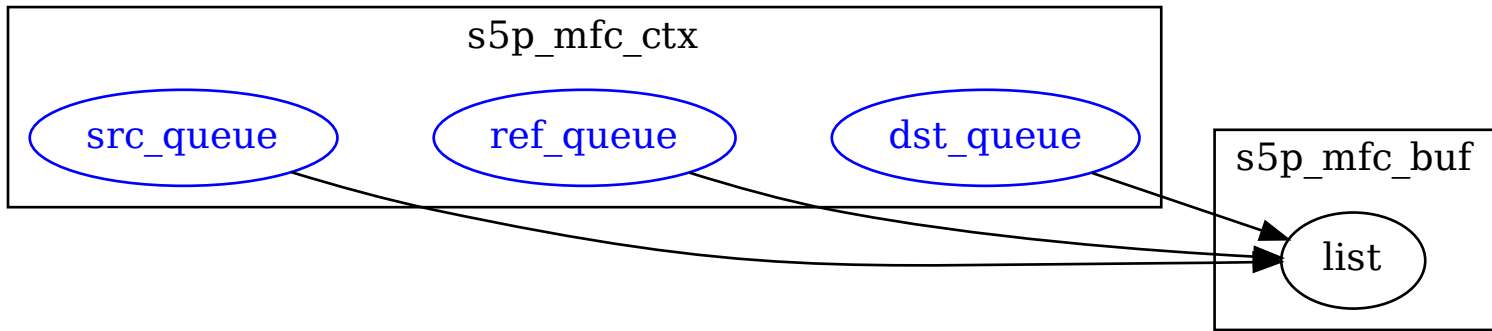 s5p_mfc_ctx
src_queue
ref_queue
dst_queue
s5p_mfc_buf
list